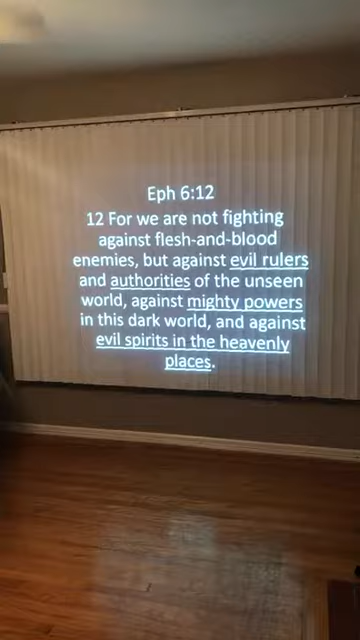 Eph 6:12
12 For we are not fighting
against flesh-and-blood
enemies, but against evil rulers
and authorities of the unseen
world, against mighty powers
in this dark world, and against
evil spirits in the heavenly
places.